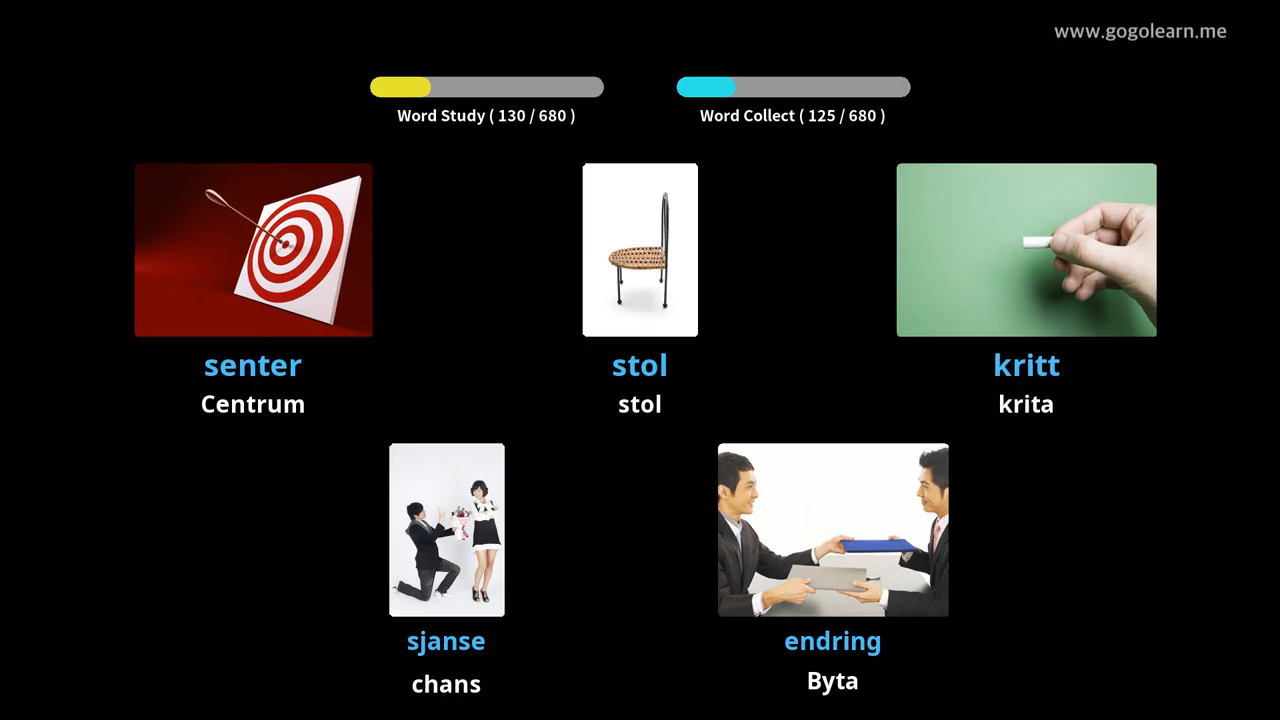 www.gogolearn.me
Word Study ( 130 / 680 )
Word Collect ( 125 / 680 )
senter
stol
kritt
Centrum
stol
krita
sjanse
endring
chans
Byta